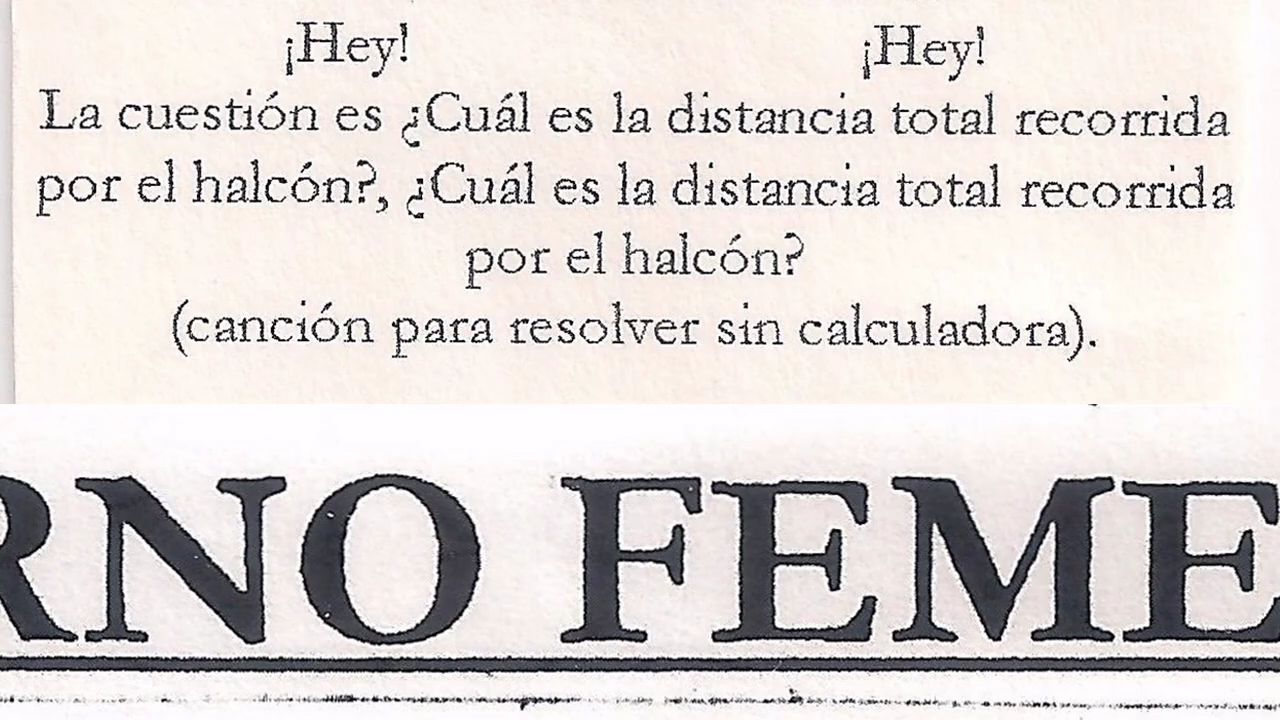 ¡Hey! ¡Hey!
La cuestión es ¿Cuál es la distancia total recorrida
por el halcón?, ¿Cuál es la distancia total recorrida
por el halcón?
(canción para resolver sin calculadora).
RNO FEME